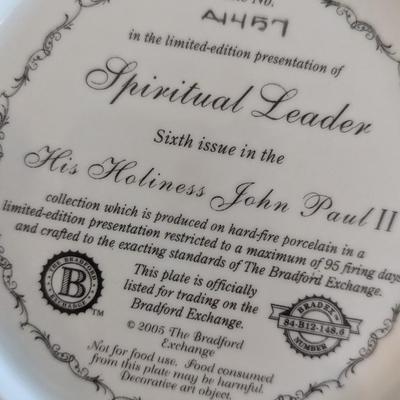 No.
A1457
in the limited-edition presentation of
Spiritual Leader
Sixth issue in the
His Holiness John Paul II
collection which is produced on hard-fire porcelain in a
limited-edition presentation restricted to a maximum of 95 firing days
and crafted to the exacting standards of The Bradford Exchange.
This plate is officially
listed for trading on the
Bradford Exchange.
THE BRADFORD
B
EXCHANGE
TM
BRADEX
84-B12-148.6
NUMBER
© 2005 The Bradford
Exchange
Not for food use. Food consumed
from this plate may be harmful.
Decorative art object.